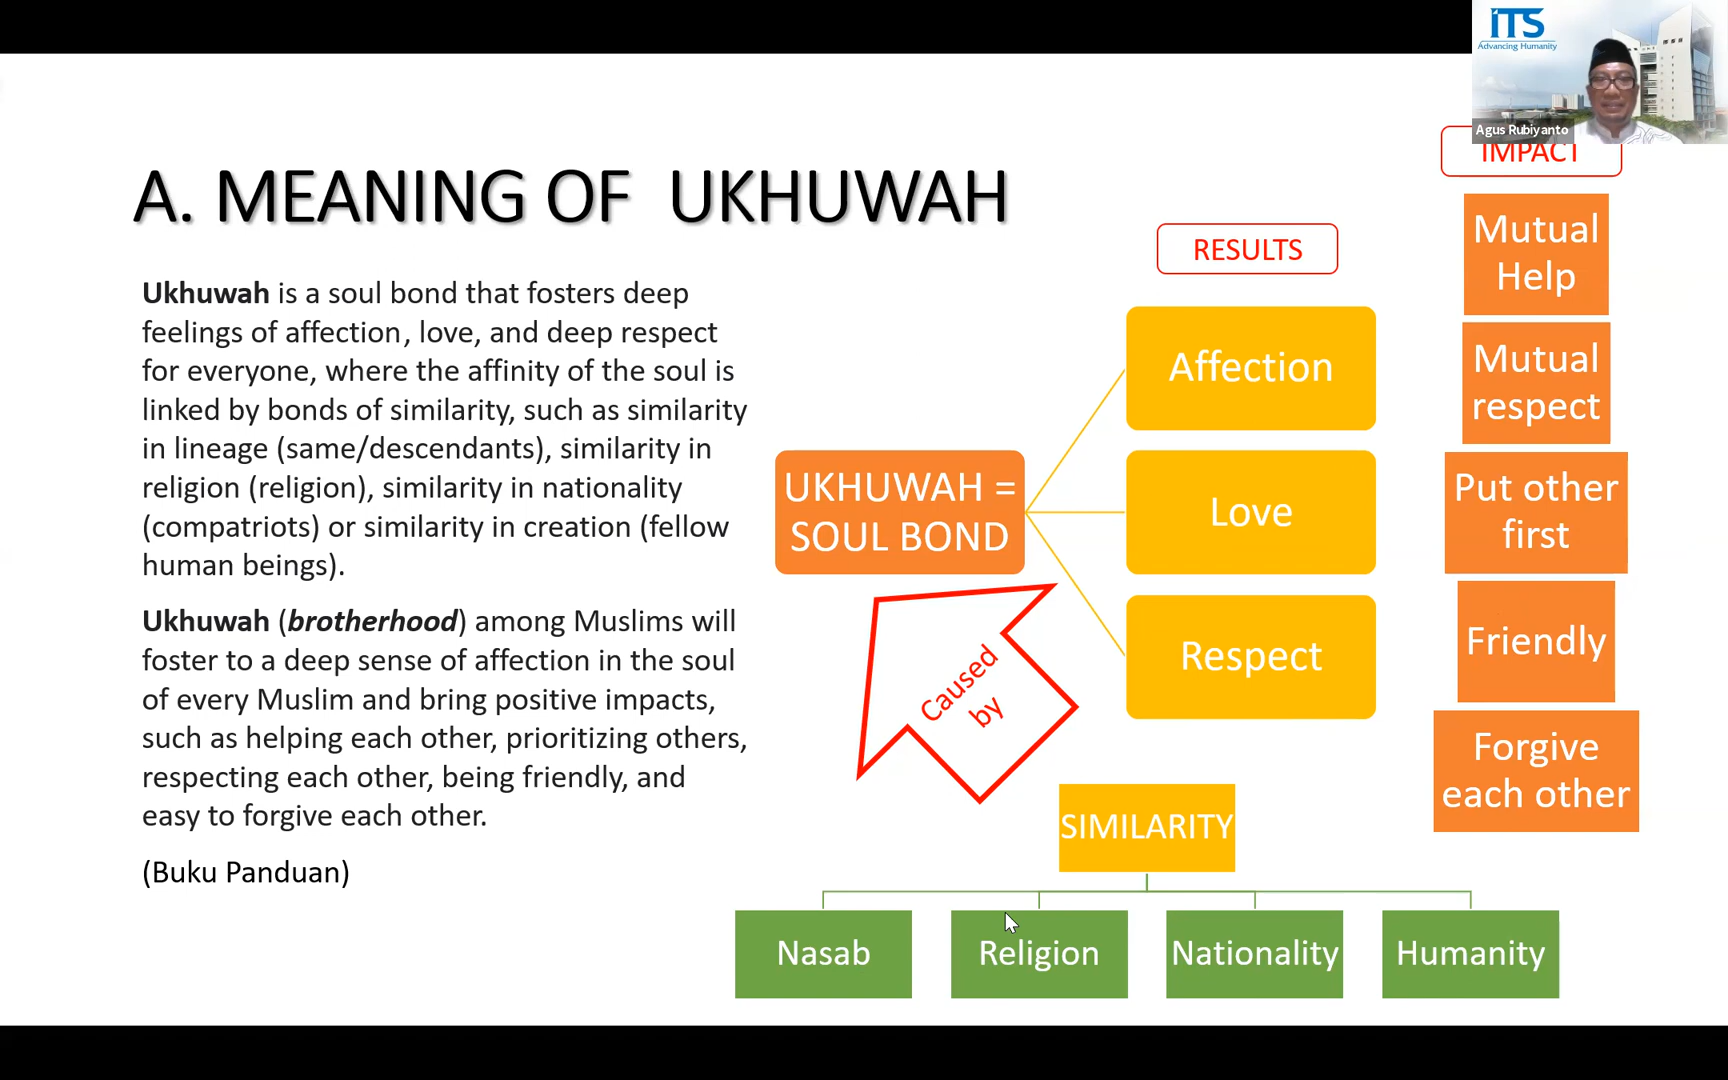 ITS
Advancing Humanity
Agus Rubiyanto
IMPACT
A. MEANING OF UKHUWAH
Ukhuwah is a soul bond that fosters deep
feelings of affection, love, and deep respect
for everyone, where the affinity of the soul is
linked by bonds of similarity, such as similarity
in lineage (same/descendants), similarity in
religion (religion), similarity in nationality
(compatriots) or similarity in creation (fellow
human beings).
Ukhuwah (brotherhood) among Muslims will
foster to a deep sense of affection in the soul
of every Muslim and bring positive impacts,
such as helping each other, prioritizing others,
respecting each other, being friendly, and
easy to forgive each other.
(Buku Panduan)
UKHUWAH =
SOUL BOND
RESULTS
Affection
Love
Respect
Mutual
Help
Mutual
respect
Put other
first
Friendly
Forgive
each other
Caused
by
SIMILARITY
Nasab
Religion
Nationality
Humanity